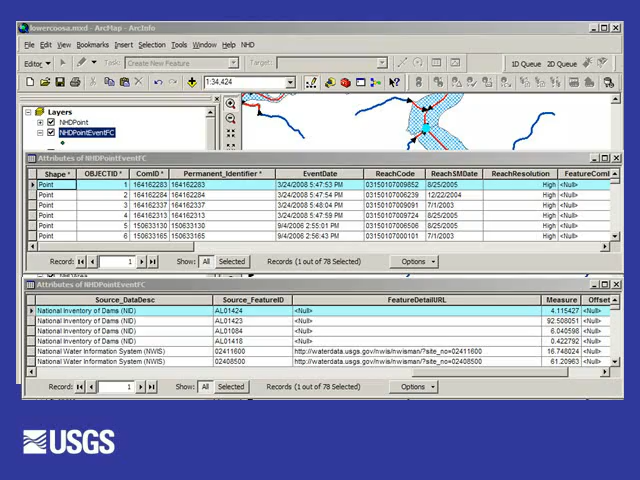 lowercoosa.mxd - ArcMap - ArcInfo
File Edit View Bookmarks Insert Selection Tools Window Help NHD
Editor Task: Create New Feature Target: 1D Queue 2D Queue
1:34,424
Layers
NHDPoint
NHDPointEventFC
Attributes of NHDPointEventFC
Shape * OBJECTID * ComID * Permanent_Identifier * EventDate ReachCode ReachSMDate ReachResolution FeatureComI
Point 1 164162283 164162283 3/24/2008 5:47:53 PM 03150107009852 8/25/2005 High <Null>
Point 2 164162284 164162284 3/24/2008 5:47:54 PM 03150107009239 12/22/2004 High <Null>
Point 3 164162337 164162337 3/24/2008 5:48:04 PM 03150107009091 7/1/2003 High <Null>
Point 4 164162313 164162313 3/24/2008 5:47:59 PM 03150107009724 8/25/2005 High <Null>
Point 5 150633130 150633130 9/4/2006 2:55:01 PM 03150107006506 8/25/2005 High <Null>
Point 6 150633165 150633165 9/4/2006 2:56:43 PM 03150107000101 7/1/2003 High <Null>
Record: 1 Show: All Selected Records (1 out of 78 Selected) Options
Attributes of NHDPointEventFC
Source_DataDesc Source_FeatureID FeatureDetailURL Measure Offset
National Inventory of Dams (NID) AL01424 <Null> 4.115427 <Null>
National Inventory of Dams (NID) AL01423 <Null> 92.508051 <Null>
National Inventory of Dams (NID) AL01084 <Null> 6.040598 <Null>
National Inventory of Dams (NID) AL01418 <Null> 0.422792 <Null>
National Water Information System (NWIS) 02411600 http://waterdata.usgs.gov/nwis/nwisman/?site_no=02411600 16.748024 <Null>
National Water Information System (NWIS) 02408500 http://waterdata.usgs.gov/nwis/nwisman/?site_no=02408500 61.20963 <Null>
Record: 1 Show: All Selected Records (1 out of 78 Selected) Options
USGS